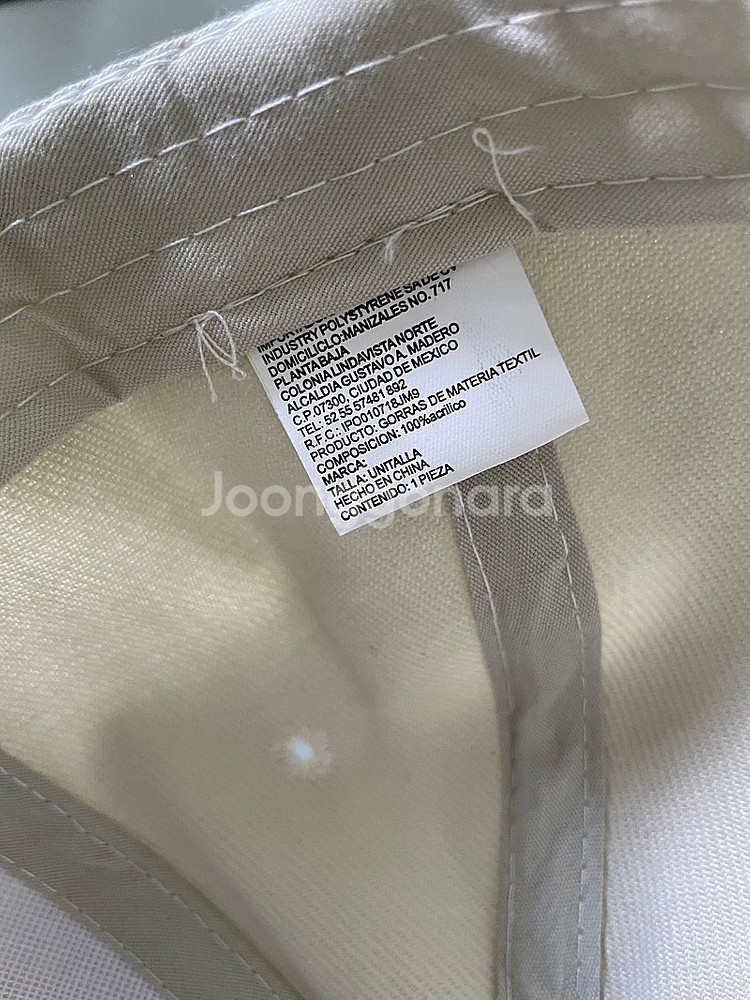 INDUSTRY POLYSTYRENE SA DE CV
DOMICILICLO:MANIZALES NO. 717
PLANTA BAJA
COLONIA LINDAVISTA NORTE
ALCALDIA GUSTAVO A. MADERO
C.P.07300, CIUDAD DE MEXICO
TEL: 52 55 57481 892
R.F.C.: IPO010718JM9
PRODUCTO: GORRAS DE MATERIA TEXTIL
COMPOSICION: 100%acrilico
MARCA:
TALLA: UNITALLA
HECHO EN CHINA
CONTENIDO: 1 PIEZA
Joonggonara